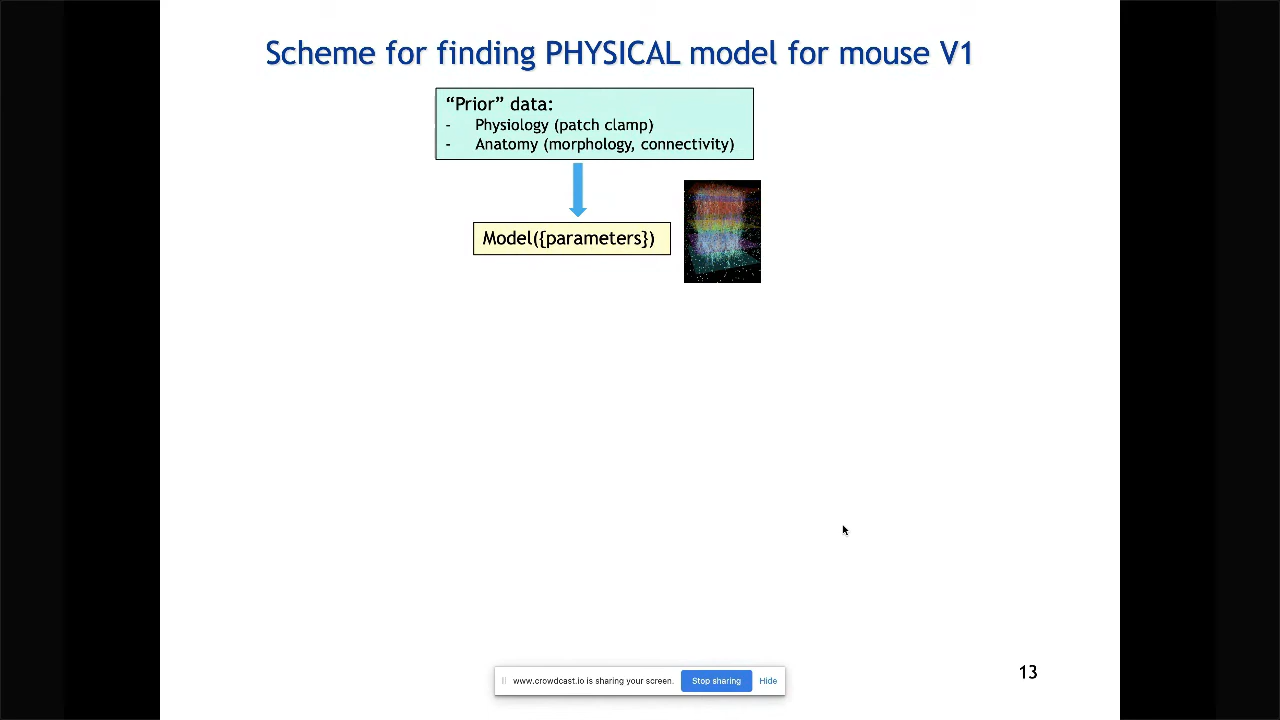 Scheme for finding PHYSICAL model for mouse V1
“Prior” data:
- Physiology (patch clamp)
- Anatomy (morphology, connectivity)
Model({parameters})
13
www.crowdcast.io is sharing your screen. Stop sharing Hide